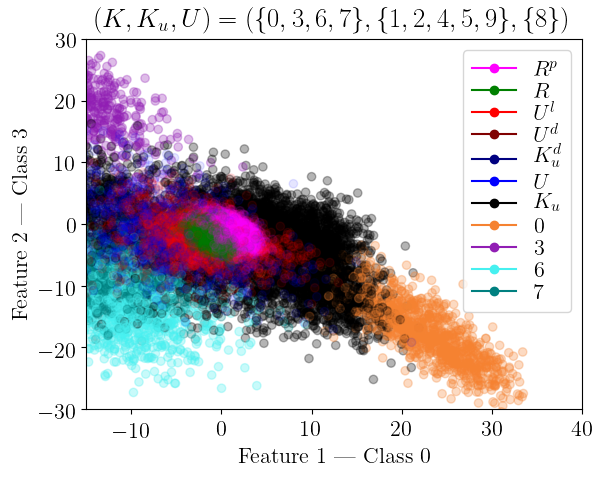 (K, K_u, U) = ({0, 3, 6, 7}, {1, 2, 4, 5, 9}, {8})
30
20
10
0
−10
−20
−30
Feature 2 — Class 3
R^p
R
U^l
U^d
K_u^d
U
K_u
0
3
6
7
−10 0 10 20 30 40
Feature 1 — Class 0